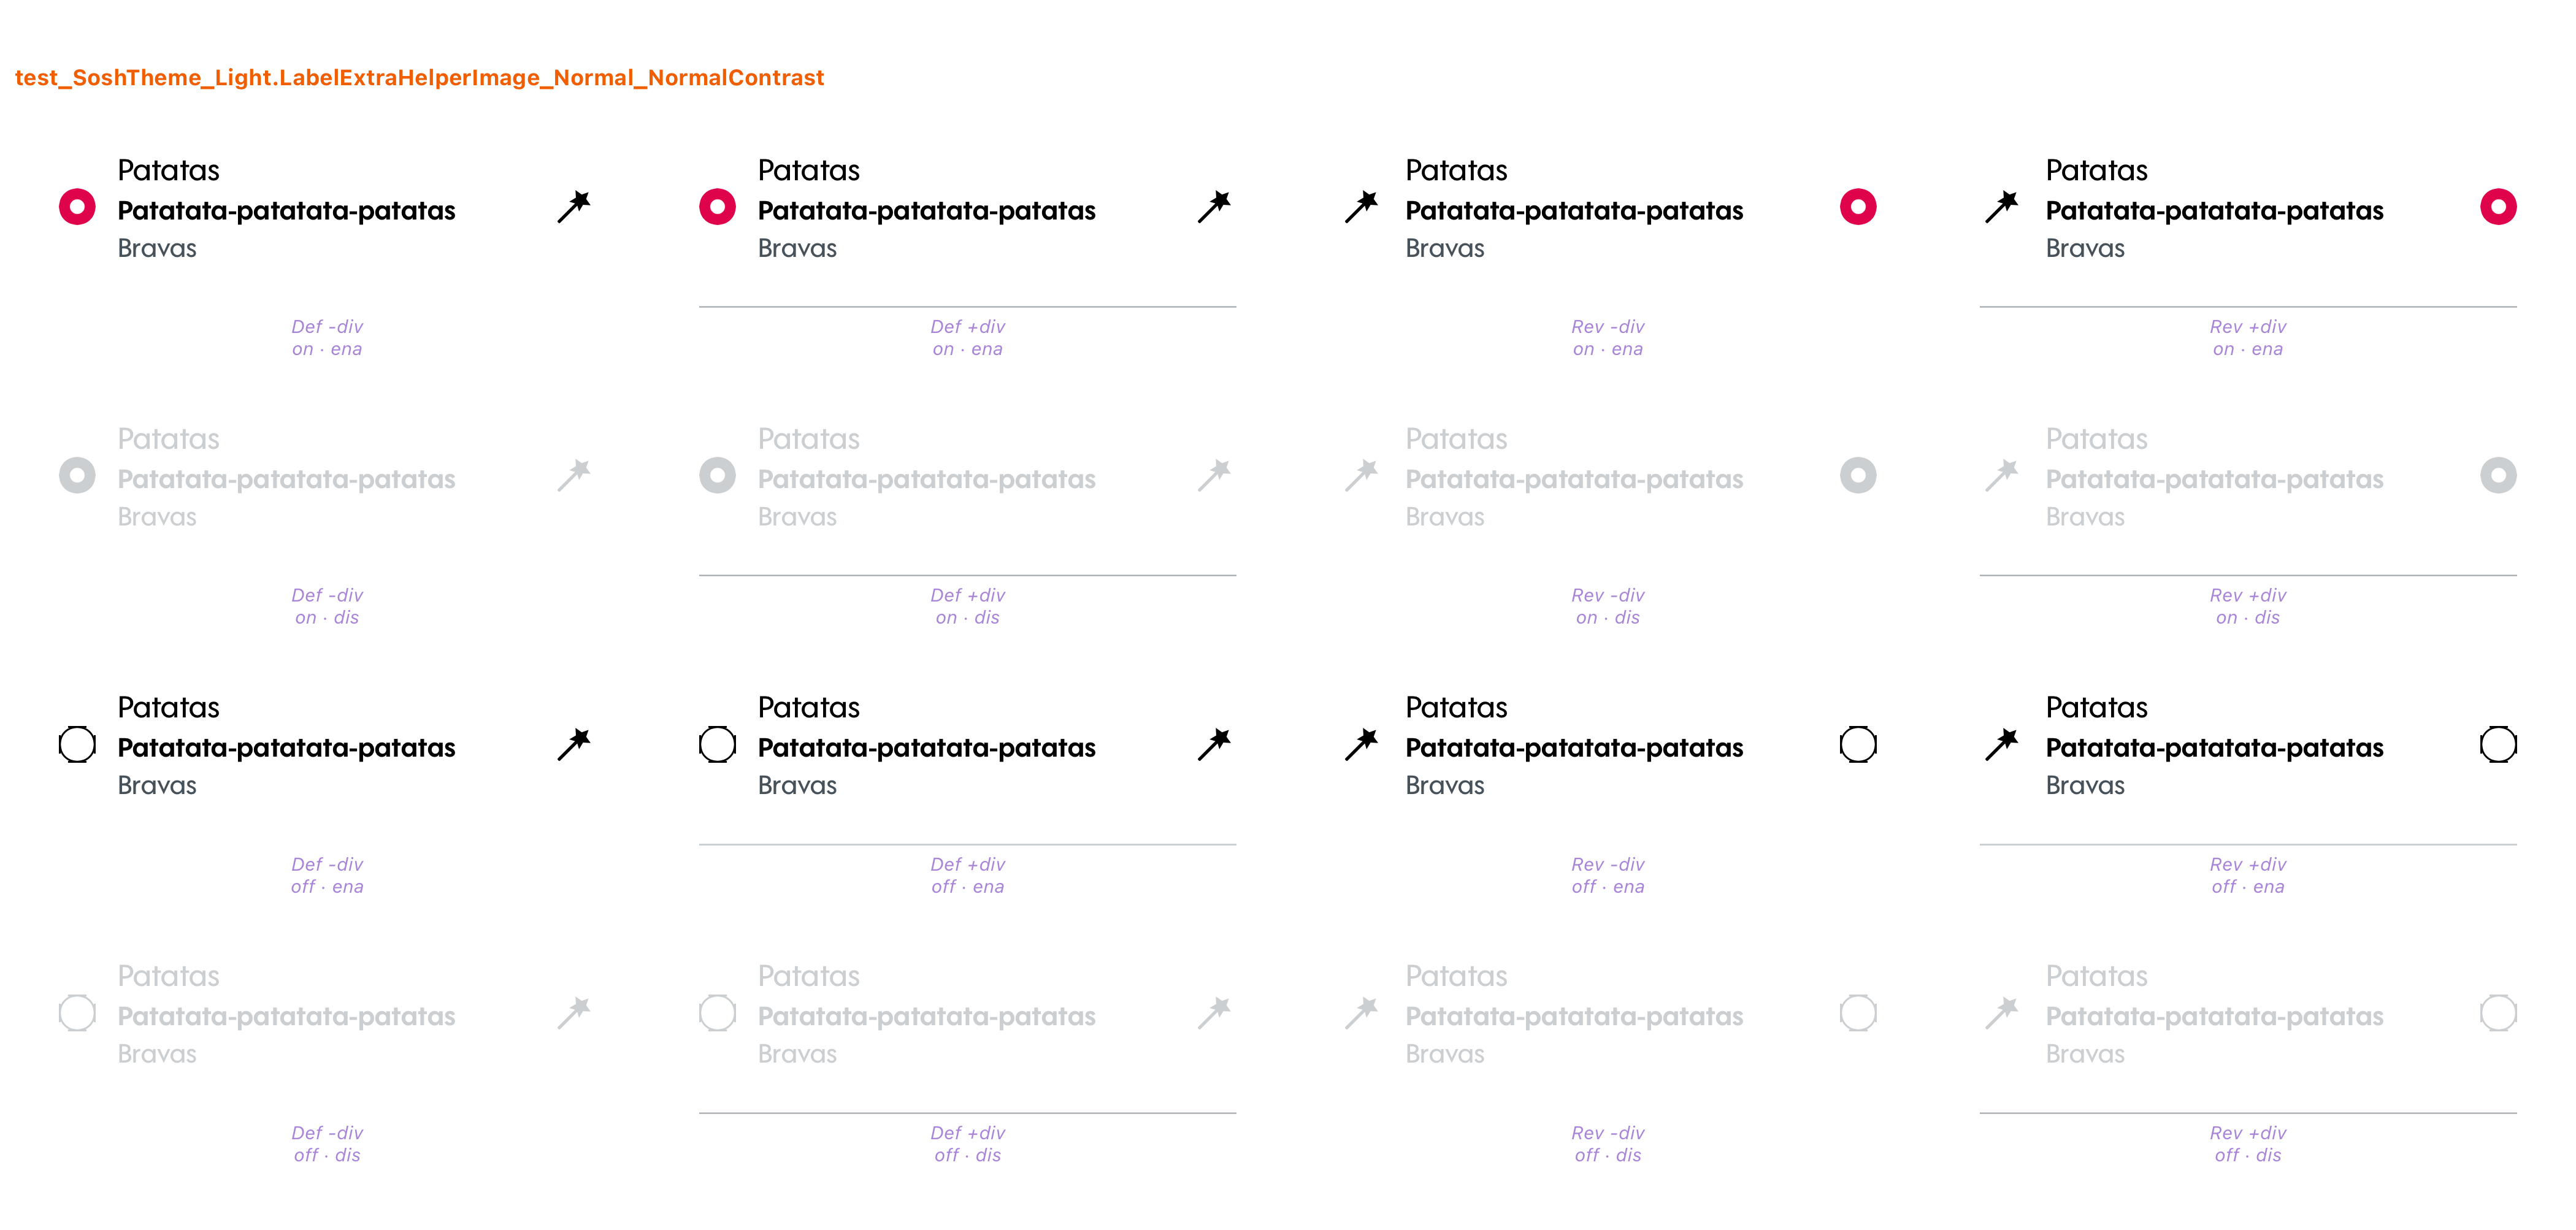 test_SoshTheme_Light.LabelExtraHelperImage_Normal_NormalContrast
Patatas
Patatata-patatata-patatas
Bravas
Def -div
on · ena
Patatas
Patatata-patatata-patatas
Bravas
Def +div
on · ena
Patatas
Patatata-patatata-patatas
Bravas
Rev -div
on · ena
Patatas
Patatata-patatata-patatas
Bravas
Rev +div
on · ena
Patatas
Patatata-patatata-patatas
Bravas
Def -div
on · dis
Patatas
Patatata-patatata-patatas
Bravas
Def +div
on · dis
Patatas
Patatata-patatata-patatas
Bravas
Rev -div
on · dis
Patatas
Patatata-patatata-patatas
Bravas
Rev +div
on · dis
Patatas
Patatata-patatata-patatas
Bravas
Def -div
off · ena
Patatas
Patatata-patatata-patatas
Bravas
Def +div
off · ena
Patatas
Patatata-patatata-patatas
Bravas
Rev -div
off · ena
Patatas
Patatata-patatata-patatas
Bravas
Rev +div
off · ena
Patatas
Patatata-patatata-patatas
Bravas
Def -div
off · dis
Patatas
Patatata-patatata-patatas
Bravas
Def +div
off · dis
Patatas
Patatata-patatata-patatas
Bravas
Rev -div
off · dis
Patatas
Patatata-patatata-patatas
Bravas
Rev +div
off · dis